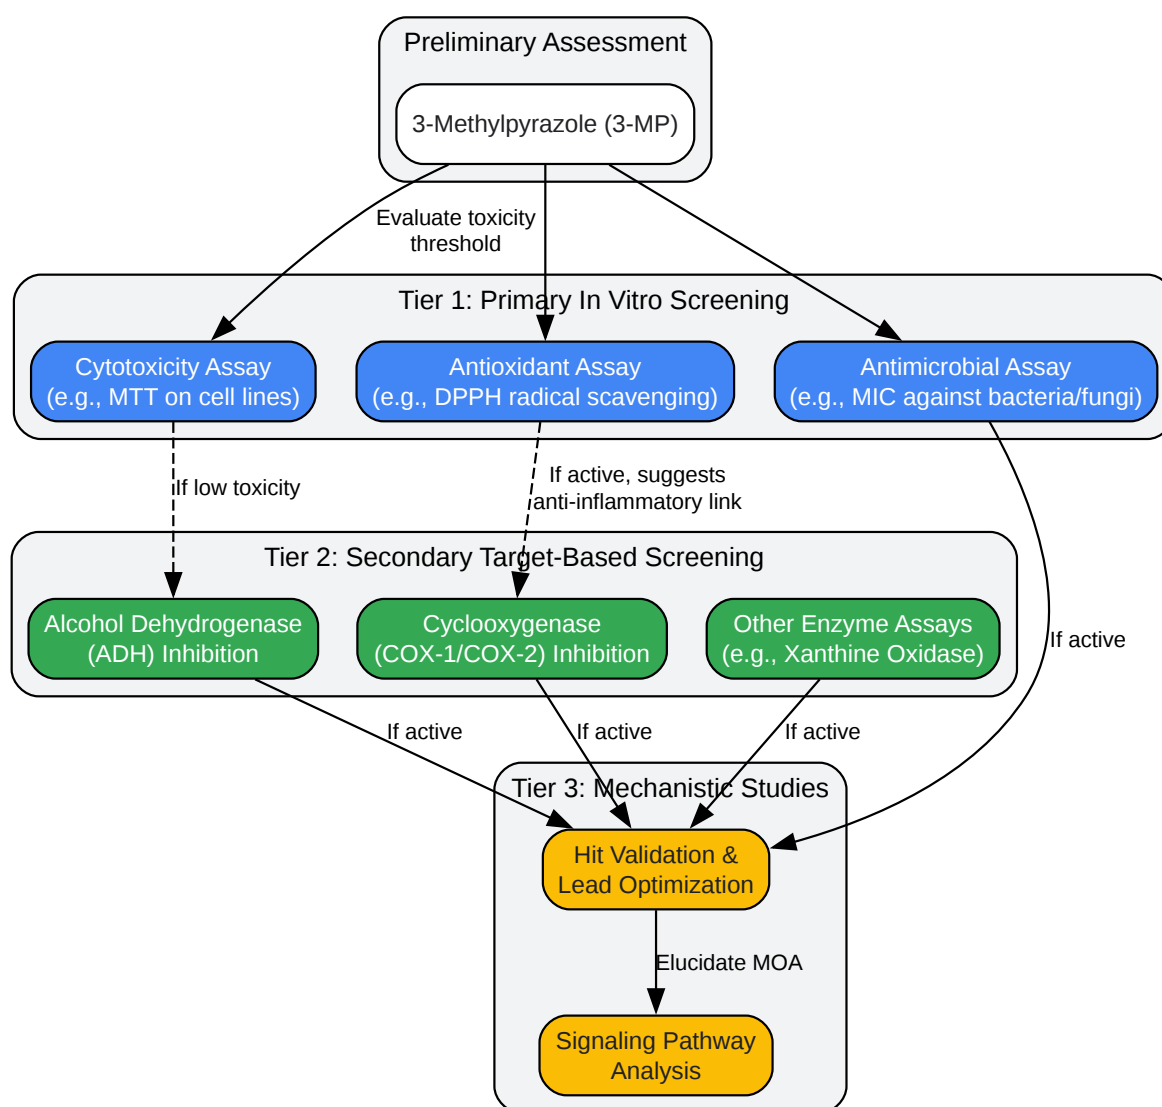 Preliminary Assessment
3-Methylpyrazole (3-MP)
Evaluate toxicity
threshold
Tier 1: Primary In Vitro Screening
Cytotoxicity Assay
(e.g., MTT on cell lines)
Antioxidant Assay
(e.g., DPPH radical scavenging)
Antimicrobial Assay
(e.g., MIC against bacteria/fungi)
If low toxicity
If active, suggests
anti-inflammatory link
Tier 2: Secondary Target-Based Screening
Alcohol Dehydrogenase
(ADH) Inhibition
Cyclooxygenase
(COX-1/COX-2) Inhibition
Other Enzyme Assays
(e.g., Xanthine Oxidase)
If active
If active
If active
If active
Tier 3: Mechanistic Studies
Hit Validation &
Lead Optimization
Elucidate MOA
Signaling Pathway
Analysis